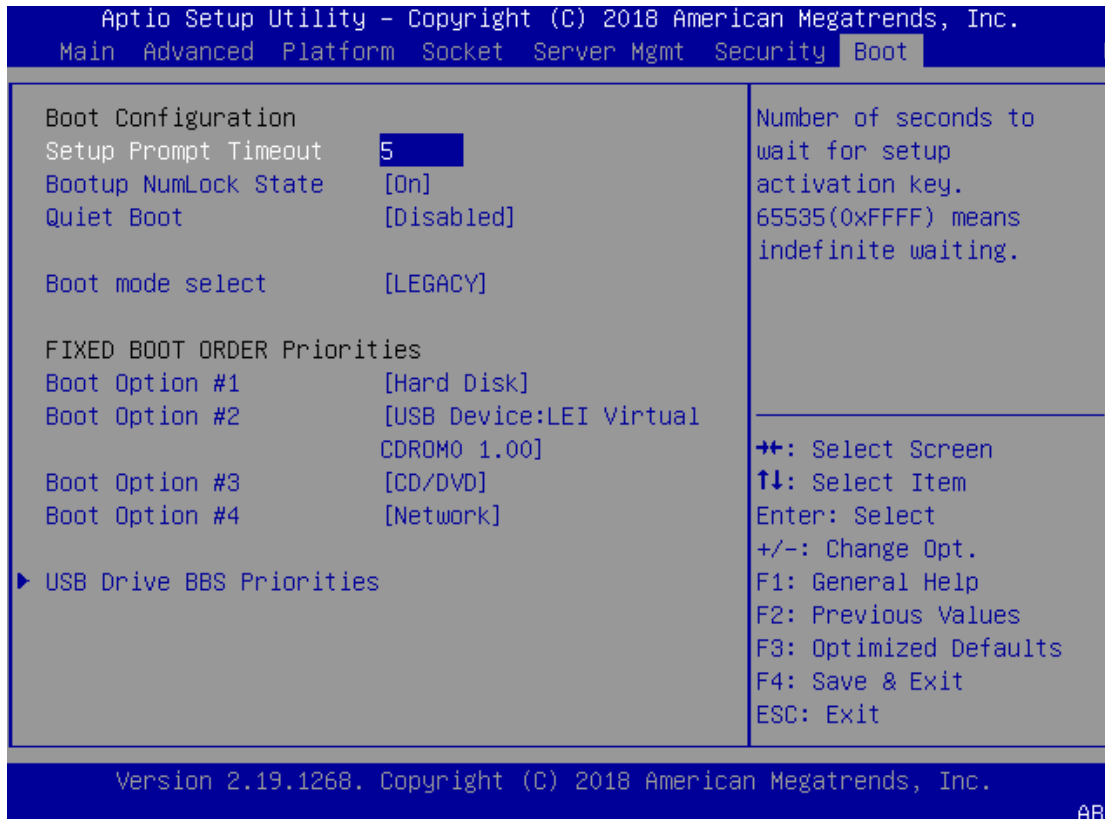 Aptio Setup Utility – Copyright (C) 2018 American Megatrends, Inc.
Main Advanced Platform Socket Server Mgmt Security Boot
Boot Configuration
Setup Prompt Timeout 5
Bootup NumLock State [On]
Quiet Boot [Disabled]
Boot mode select [LEGACY]
FIXED BOOT ORDER Priorities
Boot Option #1 [Hard Disk]
Boot Option #2 [USB Device:LEI Virtual
CDROM0 1.00]
Boot Option #3 [CD/DVD]
Boot Option #4 [Network]
USB Drive BBS Priorities
Number of seconds to
wait for setup
activation key.
65535(0xFFFF) means
indefinite waiting.
→←: Select Screen
↑↓: Select Item
Enter: Select
+/-: Change Opt.
F1: General Help
F2: Previous Values
F3: Optimized Defaults
F4: Save & Exit
ESC: Exit
Version 2.19.1268. Copyright (C) 2018 American Megatrends, Inc.
AB